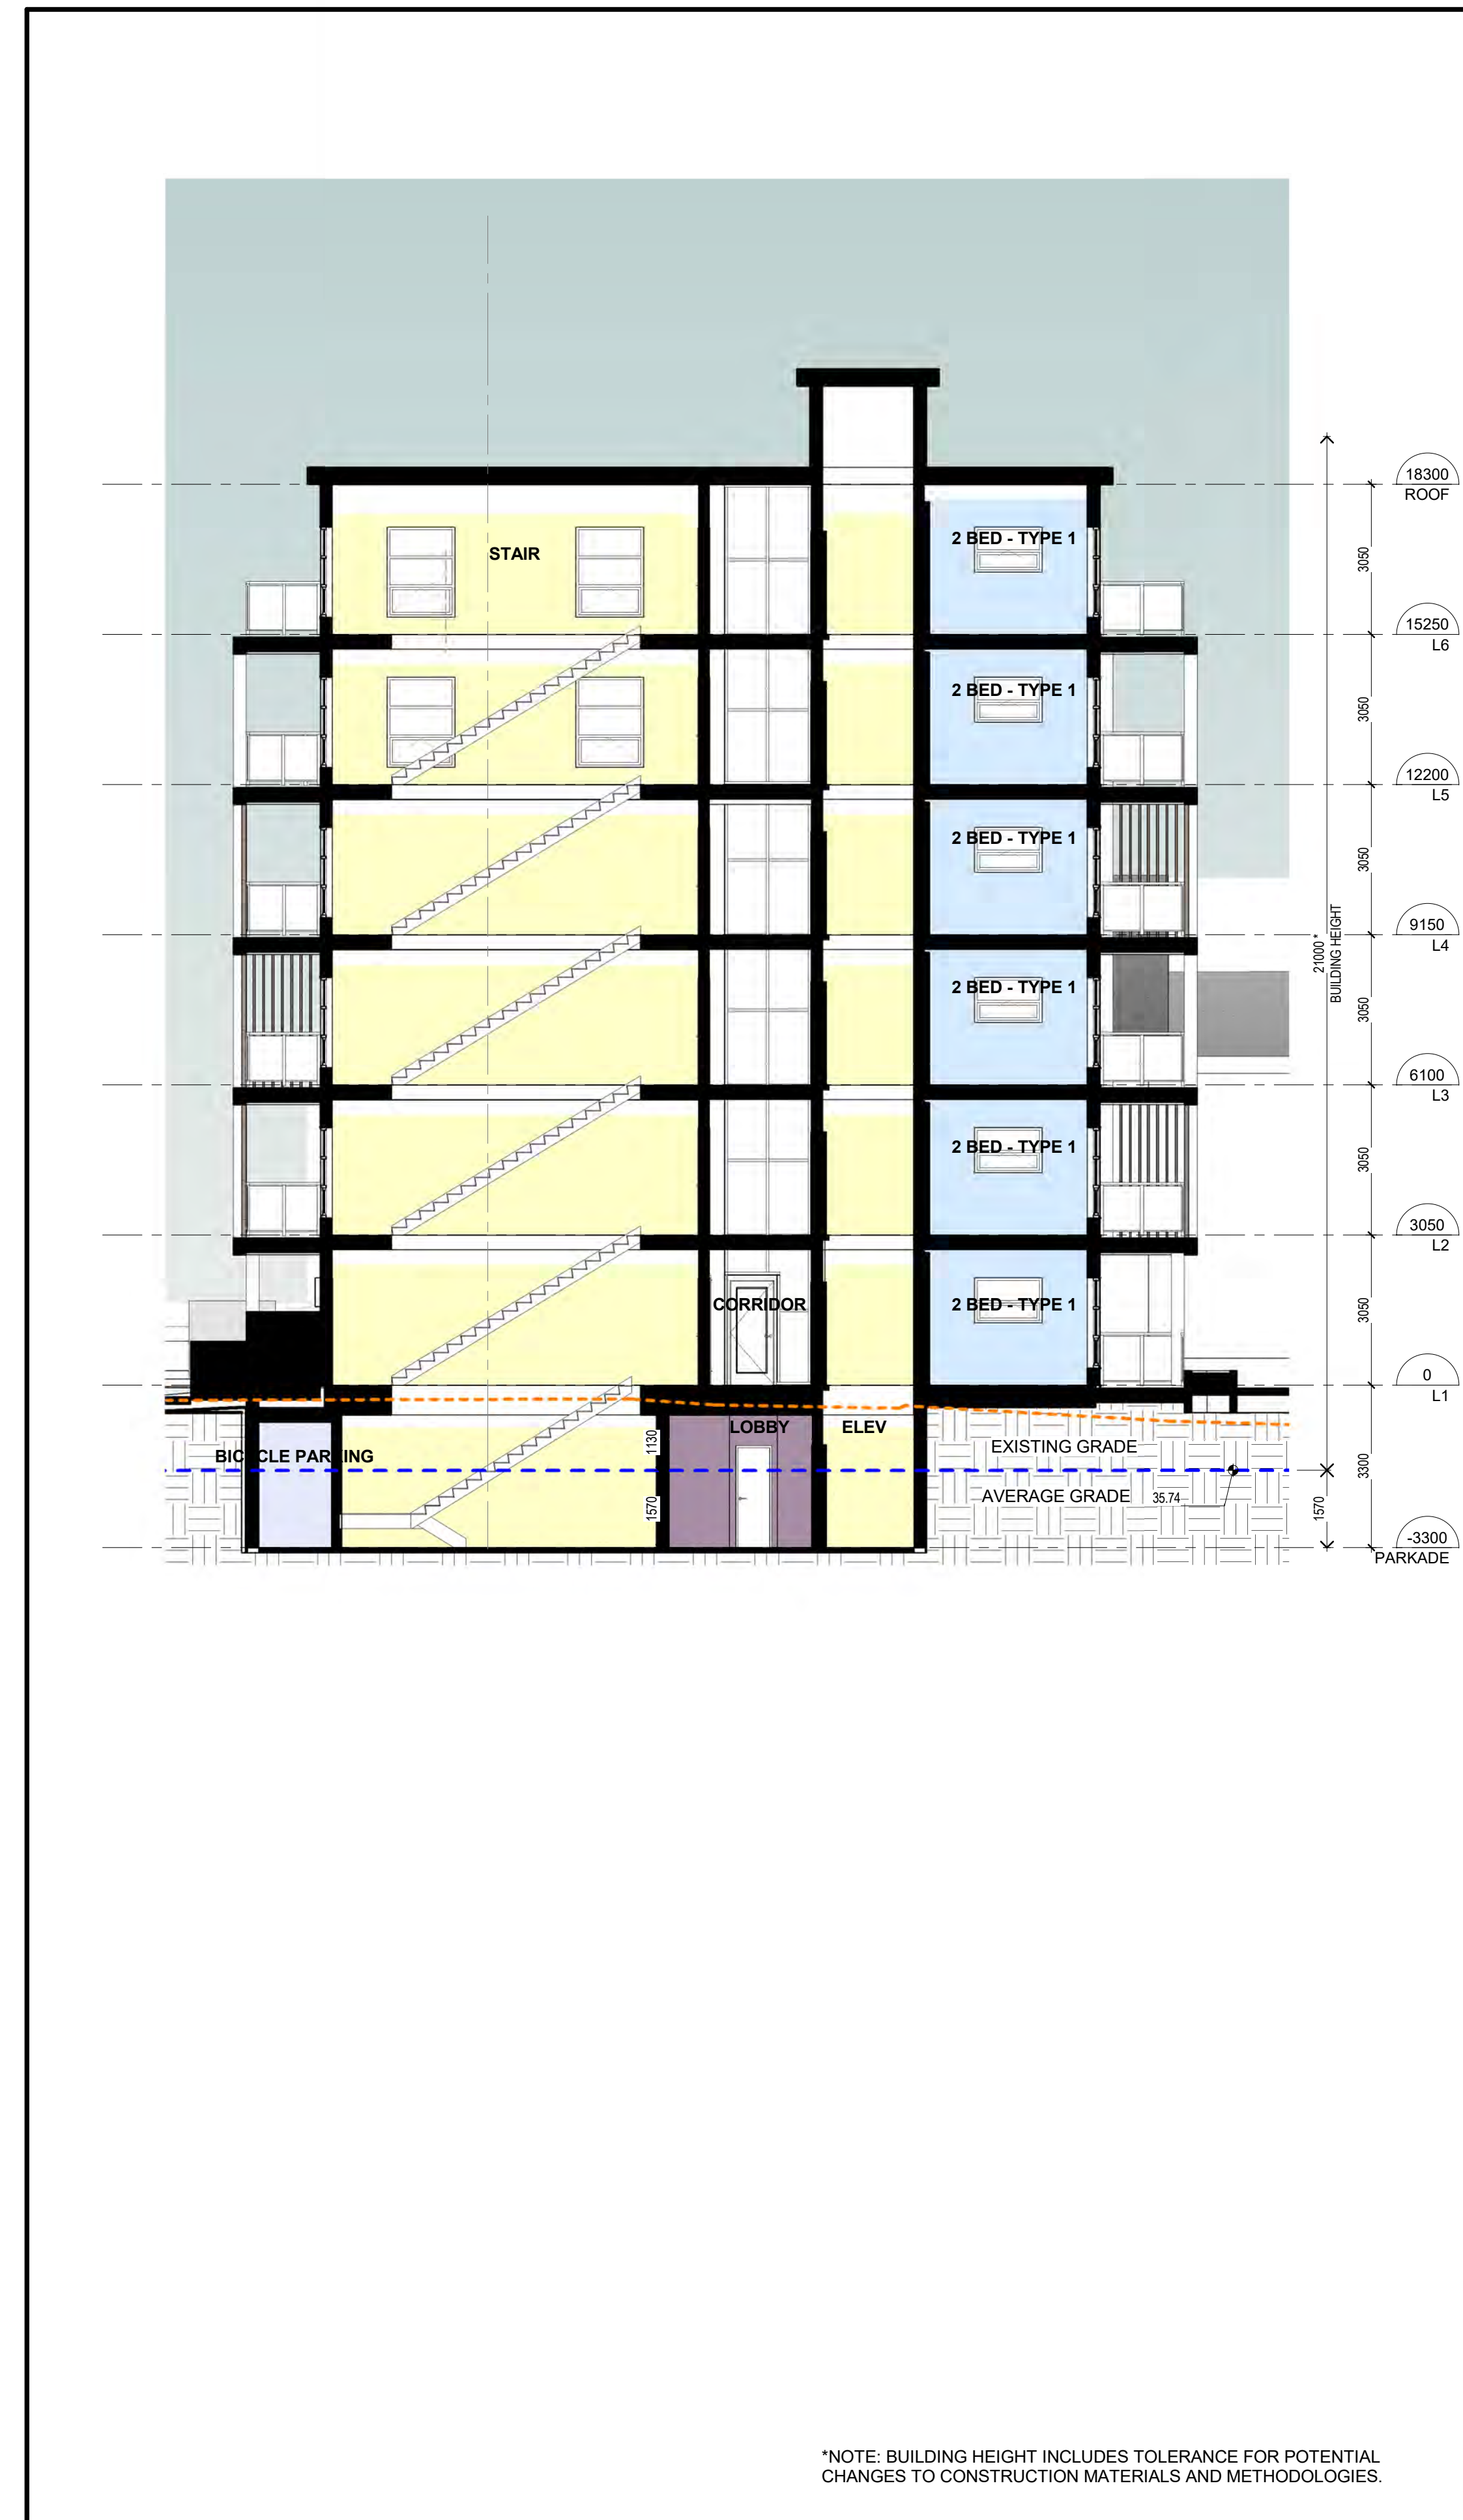 18300
ROOF
STAIR
2 BED - TYPE 1
3050
15250
L6
2 BED - TYPE 1
3050
12200
L5
2 BED - TYPE 1
3050
9150
L4
21000 *
BUILDING HEIGHT
2 BED - TYPE 1
3050
6100
L3
2 BED - TYPE 1
3050
3050
L2
CORRIDOR
2 BED - TYPE 1
3050
0
L1
LOBBY
ELEV
1130
EXISTING GRADE
BICYCLE PARKING
3300
AVERAGE GRADE
35.74
1570
1570
-3300
PARKADE
*NOTE: BUILDING HEIGHT INCLUDES TOLERANCE FOR POTENTIAL
CHANGES TO CONSTRUCTION MATERIALS AND METHODOLOGIES.